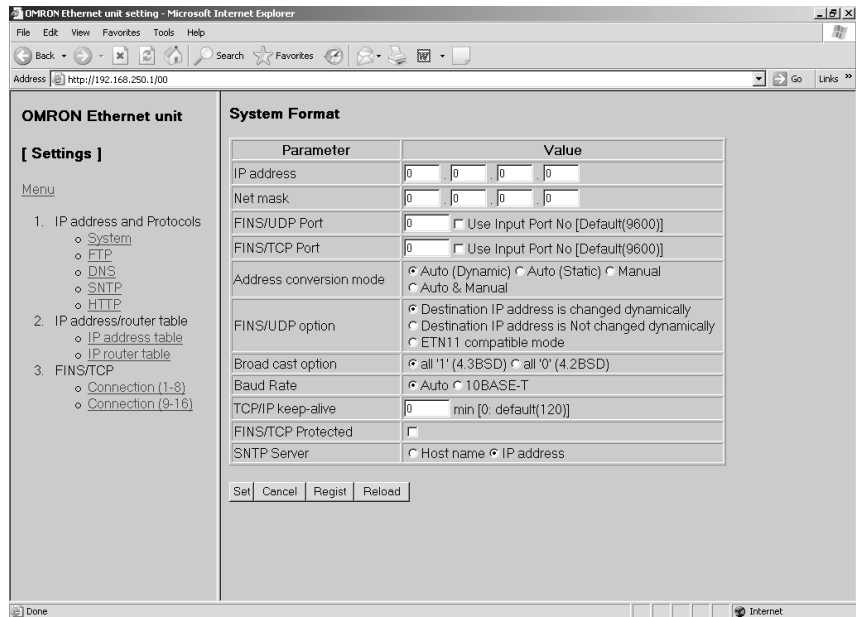 OMRON Ethernet unit setting - Microsoft Internet Explorer
File Edit View Favorites Tools Help
Back Search Favorites
Address http://192.168.250.1/00 Go Links »
OMRON Ethernet unit
[ Settings ]
Menu
1. IP address and Protocols
System
FTP
DNS
SNTP
HTTP
2. IP address/router table
IP address table
IP router table
3. FINS/TCP
Connection (1-8)
Connection (9-16)
System Format
Parameter Value
IP address 0 . 0 . 0 . 0
Net mask 0 . 0 . 0 . 0
FINS/UDP Port 0 Use Input Port No [Default(9600)]
FINS/TCP Port 0 Use Input Port No [Default(9600)]
Address conversion mode Auto (Dynamic) Auto (Static) Manual
Auto & Manual
FINS/UDP option Destination IP address is changed dynamically
Destination IP address is Not changed dynamically
ETN11 compatible mode
Broad cast option all '1' (4.3BSD) all '0' (4.2BSD)
Baud Rate Auto 10BASE-T
TCP/IP keep-alive 0 min [0: default(120)]
FINS/TCP Protected
SNTP Server Host name IP address
Set Cancel Regist Reload
Done Internet